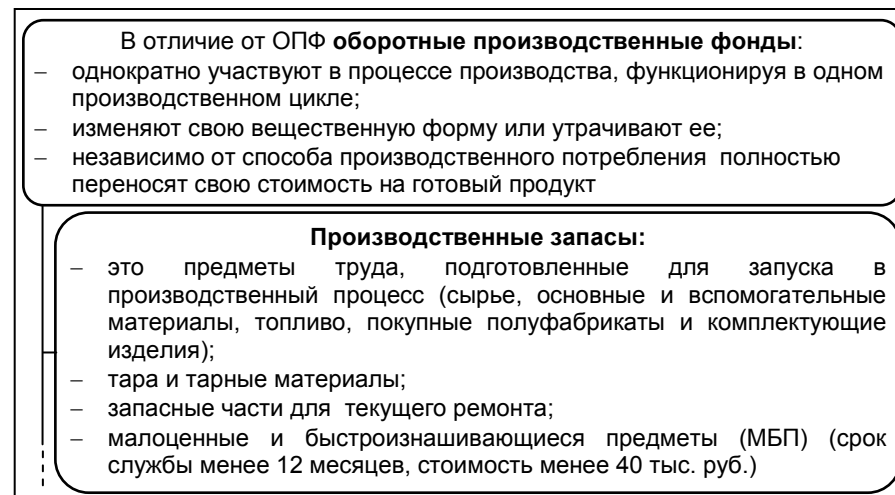 В отличие от ОПФ оборотные производственные фонды:
– однократно участвуют в процессе производства, функционируя в одном
производственном цикле;
– изменяют свою вещественную форму или утрачивают ее;
– независимо от способа производственного потребления полностью
переносят свою стоимость на готовый продукт
Производственные запасы:
– это предметы труда, подготовленные для запуска в
производственный процесс (сырье, основные и вспомогательные
материалы, топливо, покупные полуфабрикаты и комплектующие
изделия);
– тара и тарные материалы;
– запасные части для текущего ремонта;
– малоценные и быстроизнашивающиеся предметы (МБП) (срок
службы менее 12 месяцев, стоимость менее 40 тыс. руб.)